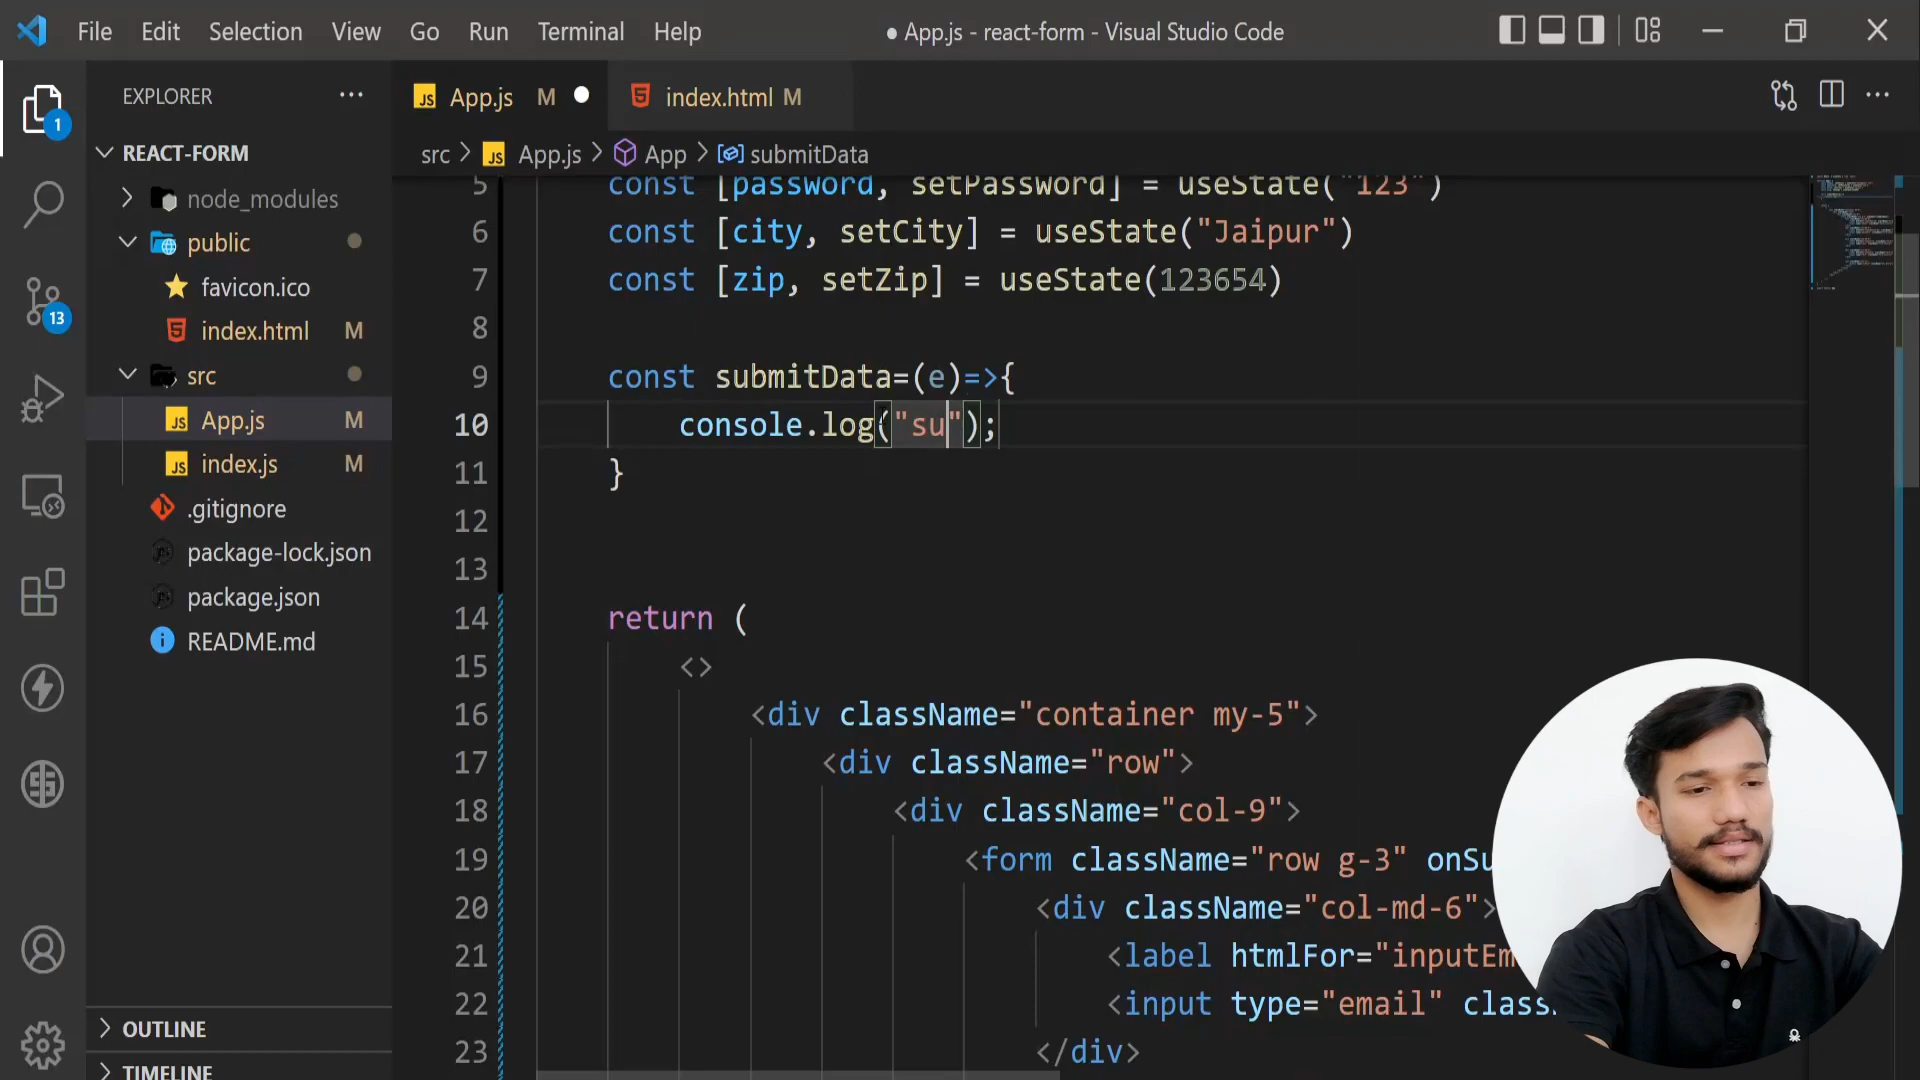 File Edit Selection View Go Run Terminal Help
● App.js - react-form - Visual Studio Code
EXPLORER
REACT-FORM
node_modules
public
favicon.ico
index.html M
src
App.js M
index.js M
.gitignore
package-lock.json
package.json
README.md
OUTLINE
TIMELINE
1
13
JS App.js M
index.html M
src > JS App.js > App > submitData
5 const [password, setPassword] = useState("123")
6 const [city, setCity] = useState("Jaipur")
7 const [zip, setZip] = useState(123654)
8
9 const submitData=(e)=>{
10 console.log("su");
11 }
12
13
14 return (
15 <>
16 <div className="container my-5">
17 <div className="row">
18 <div className="col-9">
19 <form className="row g-3" onSu
20 <div className="col-md-6">
21 <label htmlFor="inputEm
22 <input type="email" class
23 </div>